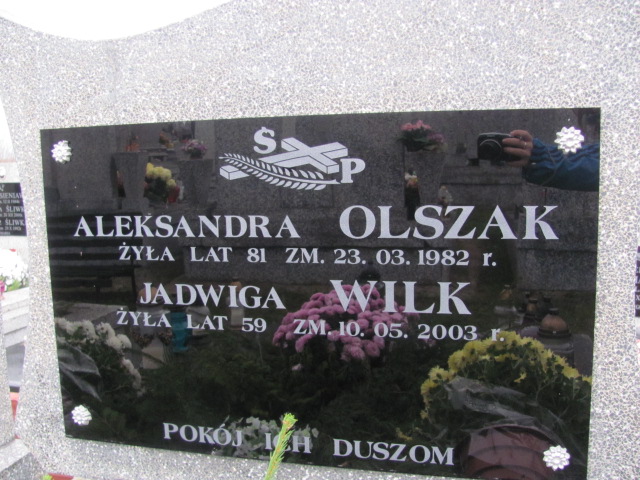 Ś P
ALEKSANDRA OLSZAK
ŻYŁA LAT 81 ZM. 23.03.1982 r.
JADWIGA WILK
ŻYŁA LAT 59 ZM. 10.05.2003 r.
POKÓJ ICH DUSZOM